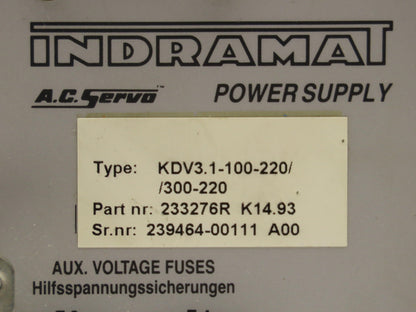 INDRAMAT
A.C. Servo™ POWER SUPPLY
Type: KDV3.1-100-220/
/300-220
Part nr: 233276R K14.93
Sr.nr: 239464-00111 A00
AUX. VOLTAGE FUSES
Hilfsspannungssicherungen